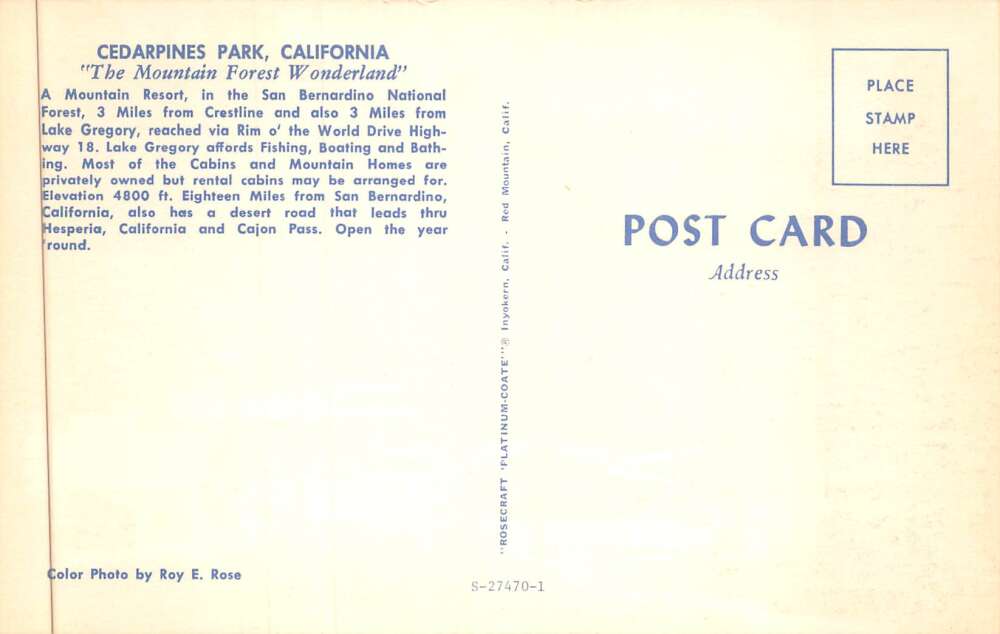 CEDARPINES PARK, CALIFORNIA
"The Mountain Forest Wonderland"
A Mountain Resort, in the San Bernardino National
Forest, 3 Miles from Crestline and also 3 Miles from
Lake Gregory, reached via Rim o' the World Drive High-
way 18. Lake Gregory affords Fishing, Boating and Bath-
ing. Most of the Cabins and Mountain Homes are
privately owned but rental cabins may be arranged for.
Elevation 4800 ft. Eighteen Miles from San Bernardino,
California, also has a desert road that leads thru
Hesperia, California and Cajon Pass. Open the year
'round.
Color Photo by Roy E. Rose
"ROSECRAFT 'PLATINUM-COATE'"® Inyokern, Calif. - Red Mountain, Calif.
S-27470-1
PLACE
STAMP
HERE
POST CARD
Address